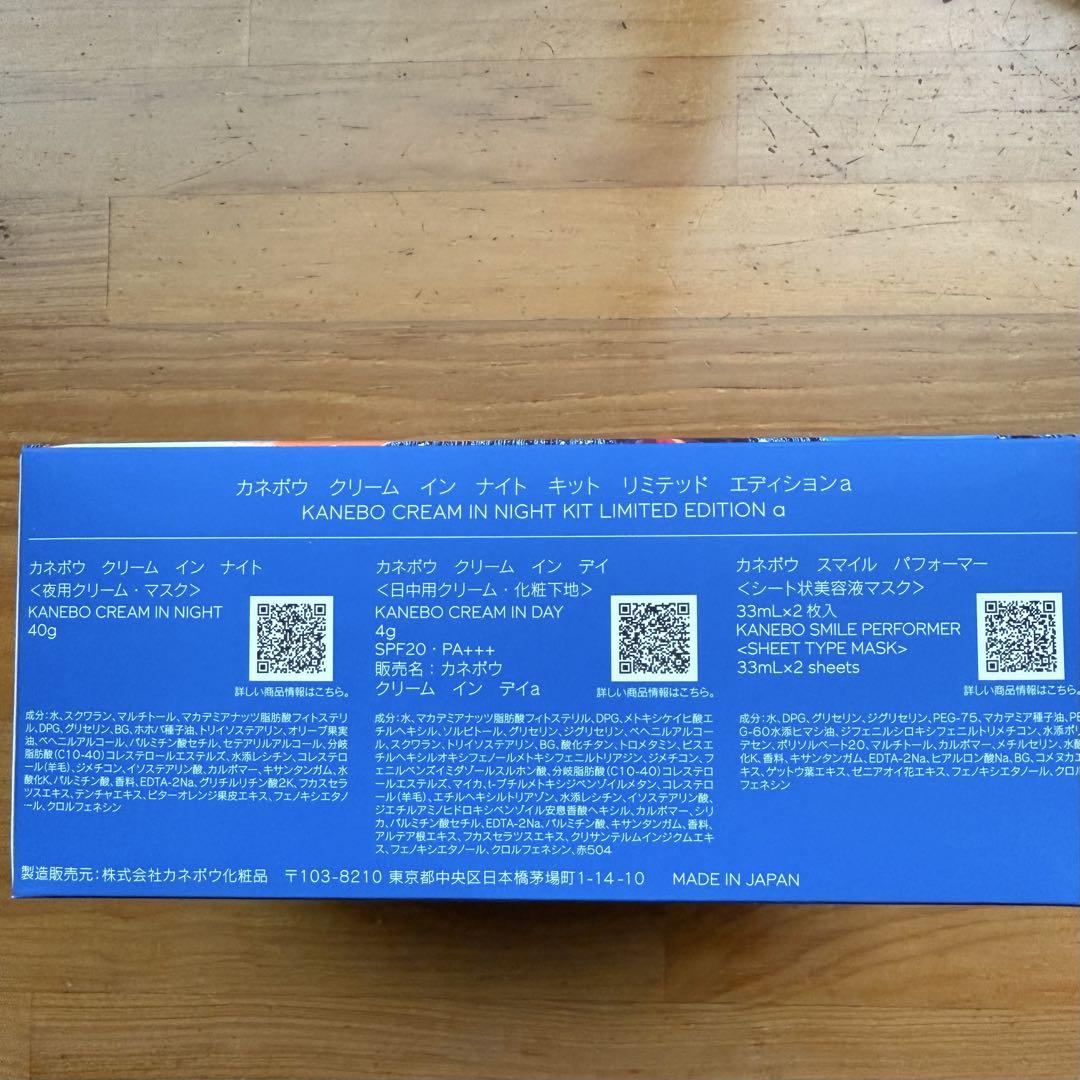 カネボウ クリーム イン ナイト キット リミテッド エディションa
KANEBO CREAM IN NIGHT KIT LIMITED EDITION a
カネボウ クリーム イン ナイト
<夜用クリーム・マスク>
KANEBO CREAM IN NIGHT
40g
詳しい商品情報はこちら。
成分:水、スクワラン、マルチトール、マカデミアナッツ脂肪酸フィトステリ
ル、DPG、グリセリン、BG、ホホバ種子油、トリイソステアリン、オリーブ果実
油、ベヘニルアルコール、パルミチン酸セチル、セテアリルアルコール、分岐
脂肪酸(C10-40)コレステロールエステルズ、水添レシチン、コレステロ
ール(羊毛)、ジメチコン、イソステアリン酸、カルボマー、キサンタンガム、水
酸化K、パルミチン酸、香料、EDTA-2Na、グリチルリチン酸2K、フカスセラ
ツスエキス、テンチャエキス、ビターオレンジ果皮エキス、フェノキシエタノ
ール、クロルフェネシン
カネボウ クリーム イン デイ
<日中用クリーム・化粧下地>
KANEBO CREAM IN DAY
4g
SPF20・PA+++
販売名:カネボウ
クリーム イン デイa
詳しい商品情報はこちら。
成分:水、マカデミアナッツ脂肪酸フィトステリル、DPG、メトキシケイヒ酸エ
チルヘキシル、ソルビトール、グリセリン、ジグリセリン、ベヘニルアルコー
ル、スクワラン、トリイソステアリン、BG、酸化チタン、トロメタミン、ビスエ
チルヘキシルオキシフェノールメトキシフェニルトリアジン、ジメチコン、フ
ェニルベンズイミダゾールスルホン酸、分岐脂肪酸(C10-40)コレステロ
ールエステルズ、マイカ、t-ブチルメトキシジベンゾイルメタン、コレステロ
ール(羊毛)、エチルヘキシルトリアゾン、水添レシチン、イソステアリン酸、
ジエチルアミノヒドロキシベンゾイル安息香酸ヘキシル、カルボマー、シリ
カ、パルミチン酸セチル、EDTA-2Na、パルミチン酸、キサンタンガム、香料、
アルテア根エキス、フカスセラツスエキス、クリサンテルムインジクムエキ
ス、フェノキシエタノール、クロルフェネシン、赤504
カネボウ スマイル パフォーマー
<シート状美容液マスク>
33mL×2枚入
KANEBO SMILE PERFORMER
<SHEET TYPE MASK>
33mL×2 sheets
詳しい商品情報はこちら。
成分:水、DPG、グリセリン、ジグリセリン、PEG-75、マカデミア種子油、PE
G-60水添ヒマシ油、ジフェニルシロキシフェニルトリメチコン、水添ポリ
デセン、ポリソルベート20、マルチトール、カルボマー、メチルセリン、水酸
化K、香料、キサンタンガム、EDTA-2Na、ヒアルロン酸Na、BG、コメヌカエ
キス、ゲットウ葉エキス、ゼニアオイ花エキス、フェノキシエタノール、クロル
フェネシン
製造販売元:株式会社カネボウ化粧品 〒103-8210 東京都中央区日本橋茅場町1-14-10 MADE IN JAPAN